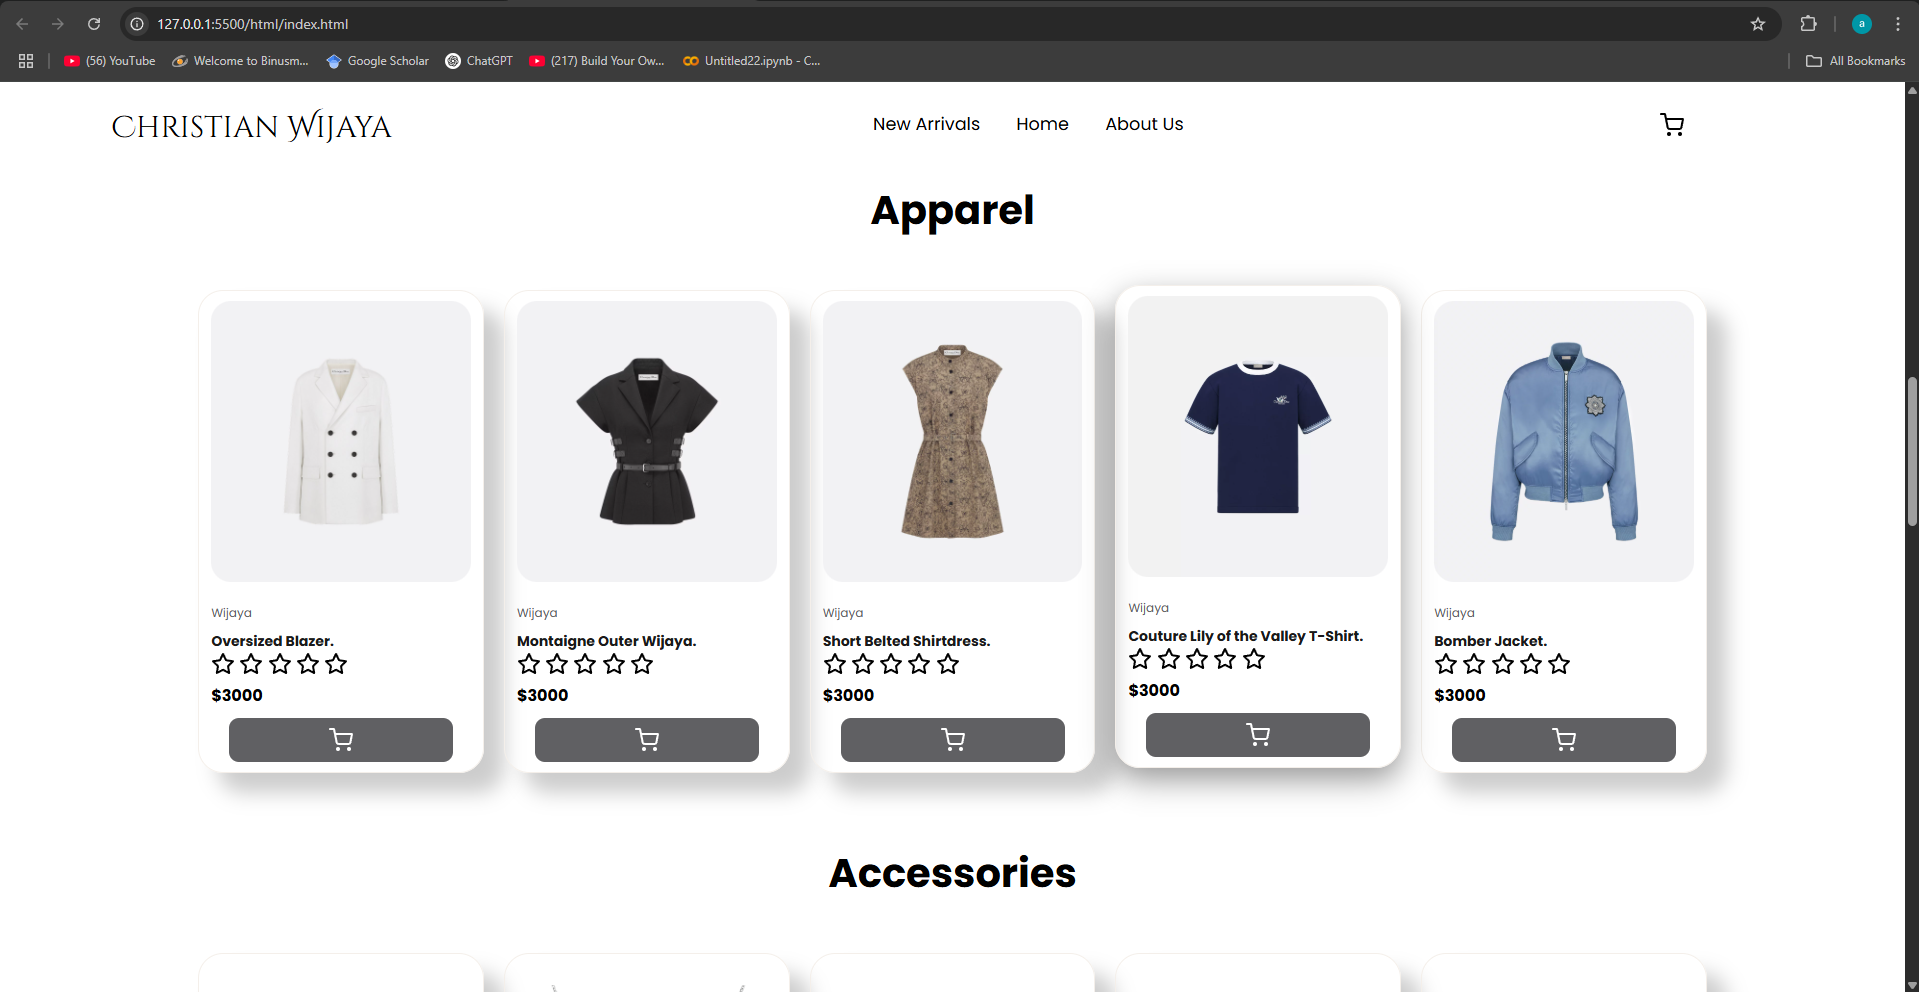 127.0.0.1:5500/html/index.html
a
(56) YouTube
Welcome to Binusm...
Google Scholar
ChatGPT
(217) Build Your Ow...
Untitled22.ipynb - C...
All Bookmarks
CHRISTIAN WIJAYA
New Arrivals
Home
About Us
Apparel
Wijaya
Oversized Blazer.
$3000
Wijaya
Montaigne Outer Wijaya.
$3000
Wijaya
Short Belted Shirtdress.
$3000
Wijaya
Couture Lily of the Valley T-Shirt.
$3000
Wijaya
Bomber Jacket.
$3000
Accessories